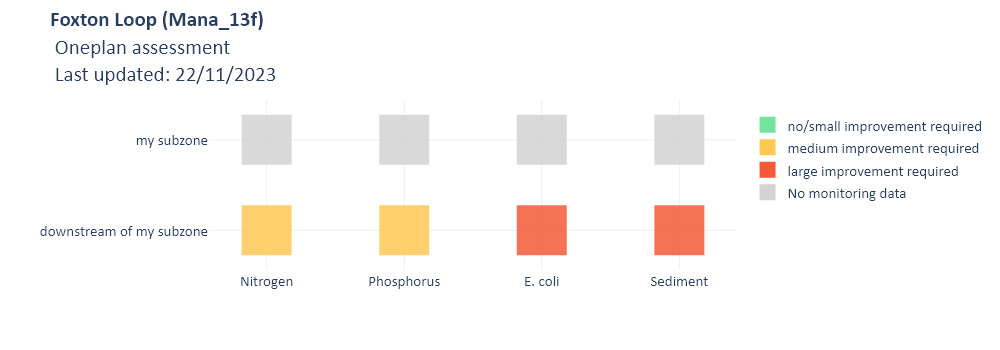 Foxton Loop (Mana_13f)
Oneplan assessment
Last updated: 22/11/2023
my subzone
downstream of my subzone
Nitrogen
Phosphorus
E. coli
Sediment
no/small improvement required
medium improvement required
large improvement required
No monitoring data